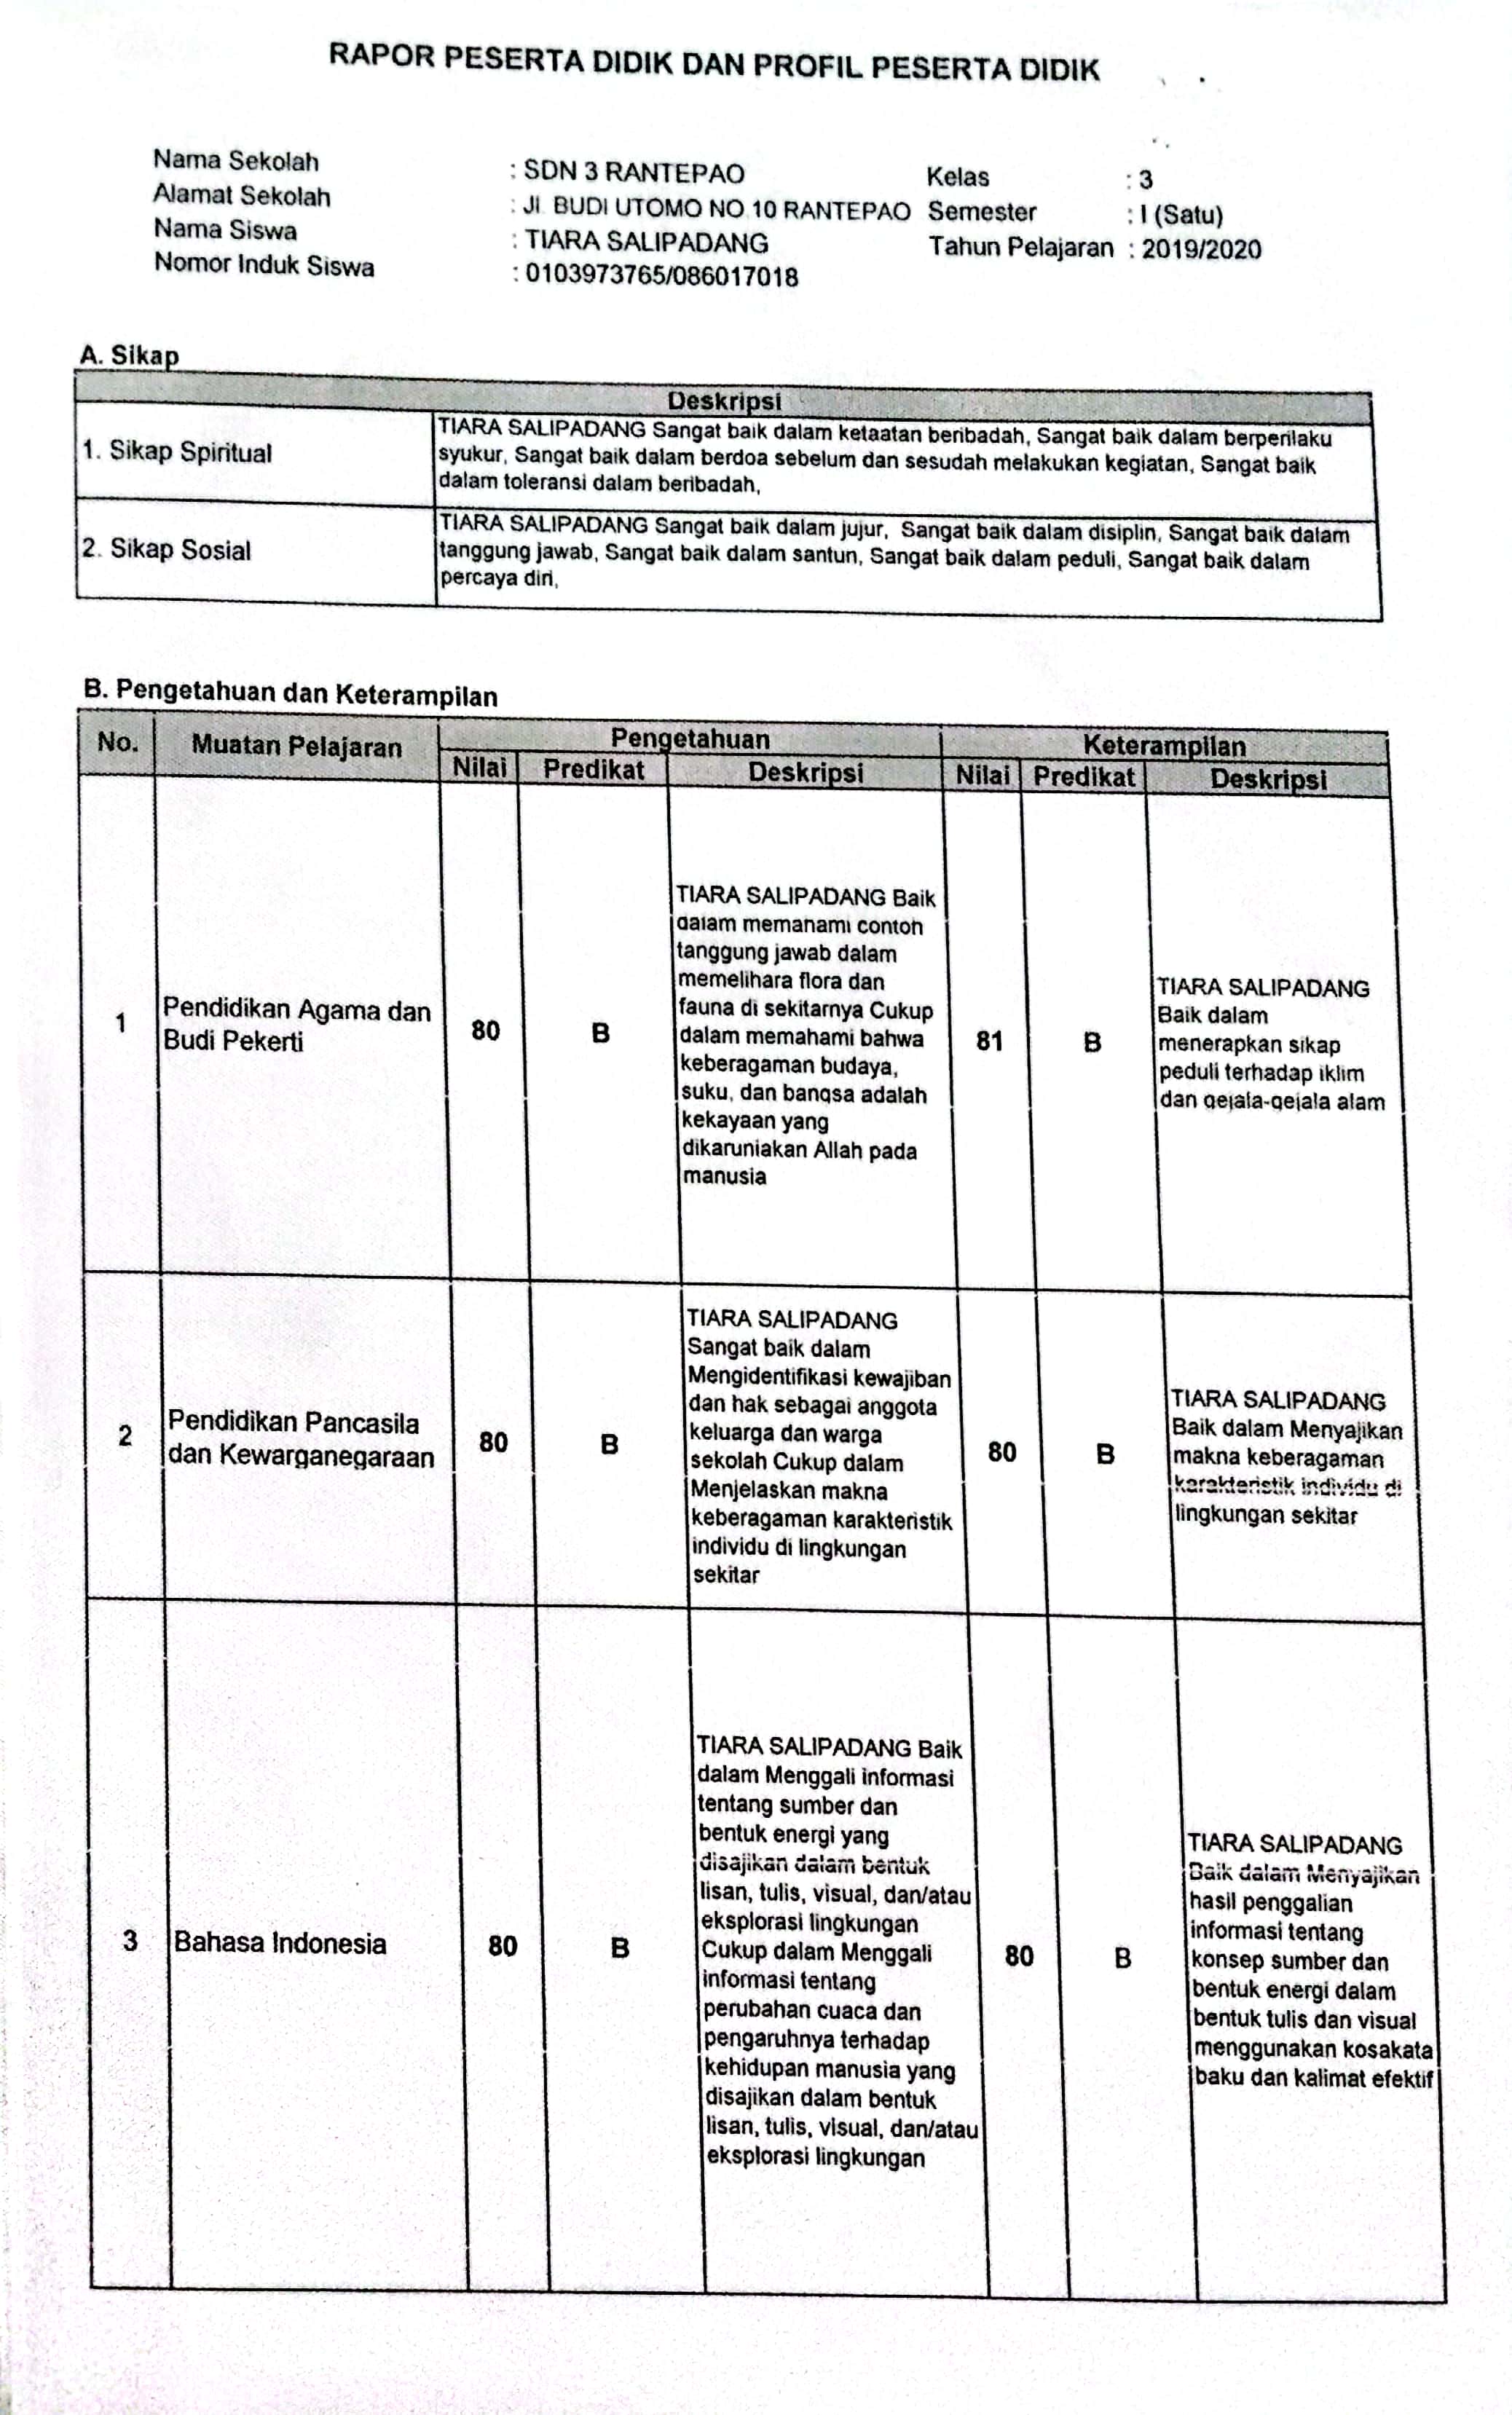 RAPOR PESERTA DIDIK DAN PROFIL PESERTA DIDIK
Nama Sekolah : SDN 3 RANTEPAO Kelas : 3
Alamat Sekolah : Jl. BUDI UTOMO NO.10 RANTEPAO Semester : I (Satu)
Nama Siswa : TIARA SALIPADANG Tahun Pelajaran : 2019/2020
Nomor Induk Siswa : 0103973765/086017018
A. Sikap
Deskripsi
1. Sikap Spiritual
TIARA SALIPADANG Sangat baik dalam ketaatan beribadah, Sangat baik dalam berperilaku
syukur, Sangat baik dalam berdoa sebelum dan sesudah melakukan kegiatan, Sangat baik
dalam toleransi dalam beribadah,
2. Sikap Sosial
TIARA SALIPADANG Sangat baik dalam jujur, Sangat baik dalam disiplin, Sangat baik dalam
tanggung jawab, Sangat baik dalam santun, Sangat baik dalam peduli, Sangat baik dalam
percaya diri,
B. Pengetahuan dan Keterampilan
No. Muatan Pelajaran Pengetahuan Keterampilan
Nilai Predikat Deskripsi Nilai Predikat Deskripsi
1
Pendidikan Agama dan
Budi Pekerti
80
B
TIARA SALIPADANG Baik
dalam memahami contoh
tanggung jawab dalam
memelihara flora dan
fauna di sekitarnya Cukup
dalam memahami bahwa
keberagaman budaya,
suku, dan bangsa adalah
kekayaan yang
dikaruniakan Allah pada
manusia
81
B
TIARA SALIPADANG
Baik dalam
menerapkan sikap
peduli terhadap iklim
dan gejala-gejala alam
2
Pendidikan Pancasila
dan Kewarganegaraan
80
B
TIARA SALIPADANG
Sangat baik dalam
Mengidentifikasi kewajiban
dan hak sebagai anggota
keluarga dan warga
sekolah Cukup dalam
Menjelaskan makna
keberagaman karakteristik
individu di lingkungan
sekitar
80
B
TIARA SALIPADANG
Baik dalam Menyajikan
makna keberagaman
karakteristik individu di
lingkungan sekitar
3
Bahasa Indonesia
80
B
TIARA SALIPADANG Baik
dalam Menggali informasi
tentang sumber dan
bentuk energi yang
disajikan dalam bentuk
lisan, tulis, visual, dan/atau
eksplorasi lingkungan
Cukup dalam Menggali
informasi tentang
perubahan cuaca dan
pengaruhnya terhadap
kehidupan manusia yang
disajikan dalam bentuk
lisan, tulis, visual, dan/atau
eksplorasi lingkungan
80
B
TIARA SALIPADANG
Baik dalam Menyajikan
hasil penggalian
informasi tentang
konsep sumber dan
bentuk energi dalam
bentuk tulis dan visual
menggunakan kosakata
baku dan kalimat efektif